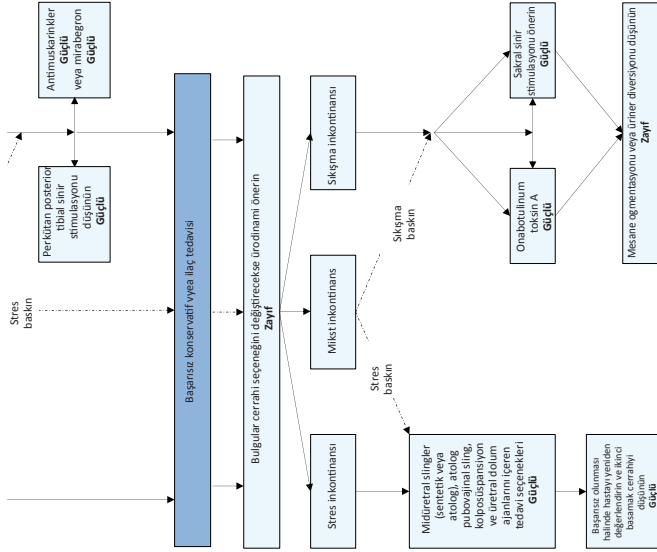 Antimuskarinkler
Güçlü
veya mirabegron
Güçlü
Perkütan posterior
tibial sinir
stimulasyonu
düşünün
Güçlü
Stres
baskın
Başarısız konservatif vyea ilaç tedavisi
Bulgular cerrahi seçeneğini değiştirecekse ürodinami önerin
Zayıf
Stres inkontinansı
Mikst inkontinans
Sıkışma inkontinansı
Stres
baskın
Sıkışma
baskın
Midüretral slingler
(sentetik veya
atolog), atolog
pubovajinal sling,
kolposüspansiyon
ve üretral dolum
ajanlarını içeren
tedavi seçenekleri
Güçlü
Onabotulinum
toksin A
Güçlü
Sakral sinir
stimulasyonu önerin
Güçlü
Başarısız olunması
halinde hastayı yeniden
değerlendirin ve ikinci
basamak cerrahiyi
düşünün
Güçlü
Mesane ogmentasyonu veya üriner diversiyonu düşünün
Zayıf